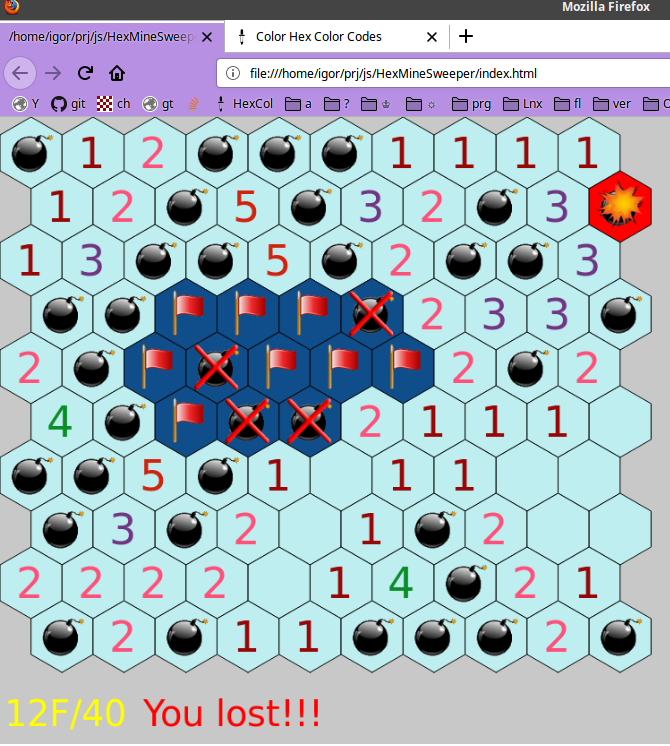 Mozilla Firefox
/home/igor/prj/js/HexMineSweep
Color Hex Color Codes
file:///home/igor/prj/js/HexMineSweeper/index.html
Y git ch gt HexCol a ? prg Lnx fl ver
1 2 1 1 1 1
1 2 5 3 2 3
1 3 5 2 3
2 3 3
2 2 2
4 2 1 1 1
5 1 1 1
3 2 1 2
2 2 2 2 1 4 2 1
2 1 1 2
12F/40 You lost!!!